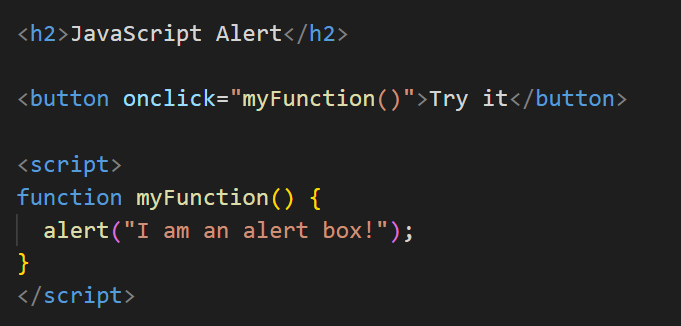 <h2>JavaScript Alert</h2>
<button onclick="myFunction()">Try it</button>
<script>
function myFunction() {
  alert("I am an alert box!");
}
</script>